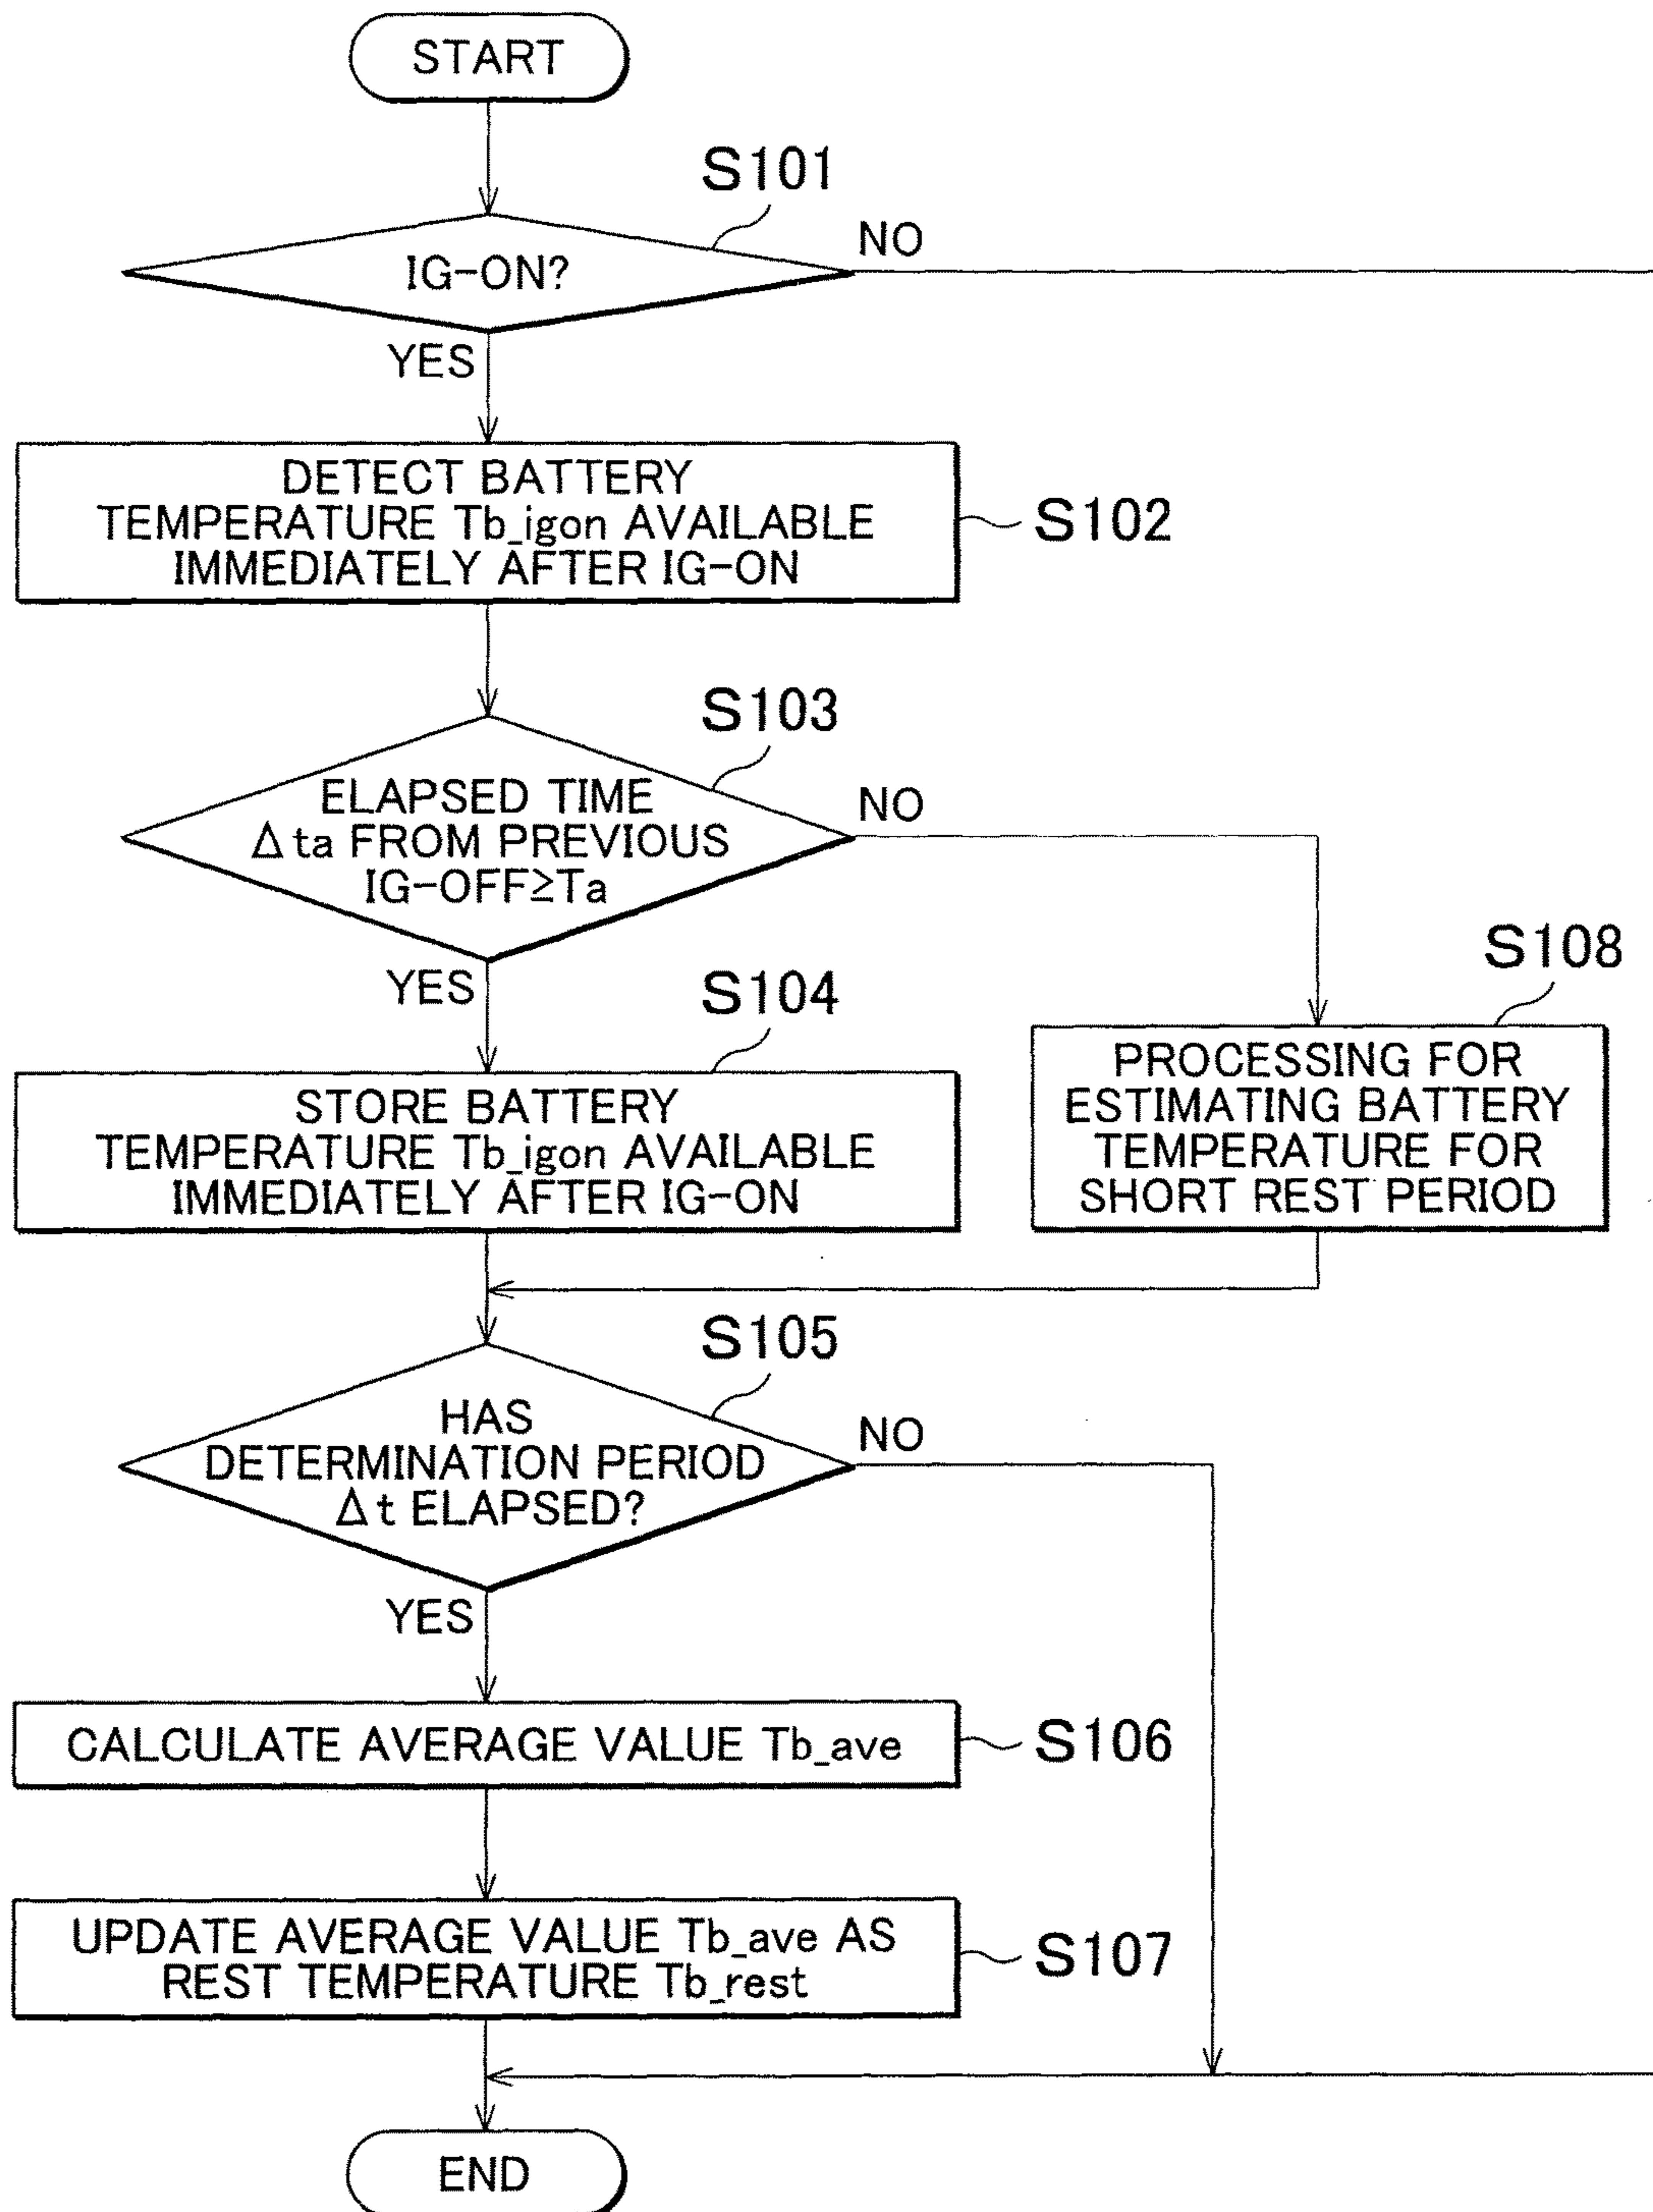 START
S101
IG-ON?
NO
YES
DETECT BATTERY
TEMPERATURE Tb_igon AVAILABLE
IMMEDIATELY AFTER IG-ON
S102
S103
ELAPSED TIME
Δta FROM PREVIOUS
IG-OFF≥Ta
NO
YES
S104
STORE BATTERY
TEMPERATURE Tb_igon AVAILABLE
IMMEDIATELY AFTER IG-ON
S108
PROCESSING FOR
ESTIMATING BATTERY
TEMPERATURE FOR
SHORT REST PERIOD
S105
HAS
DETERMINATION PERIOD
Δt ELAPSED?
NO
YES
CALCULATE AVERAGE VALUE Tb_ave
S106
UPDATE AVERAGE VALUE Tb_ave AS
REST TEMPERATURE Tb_rest
S107
END